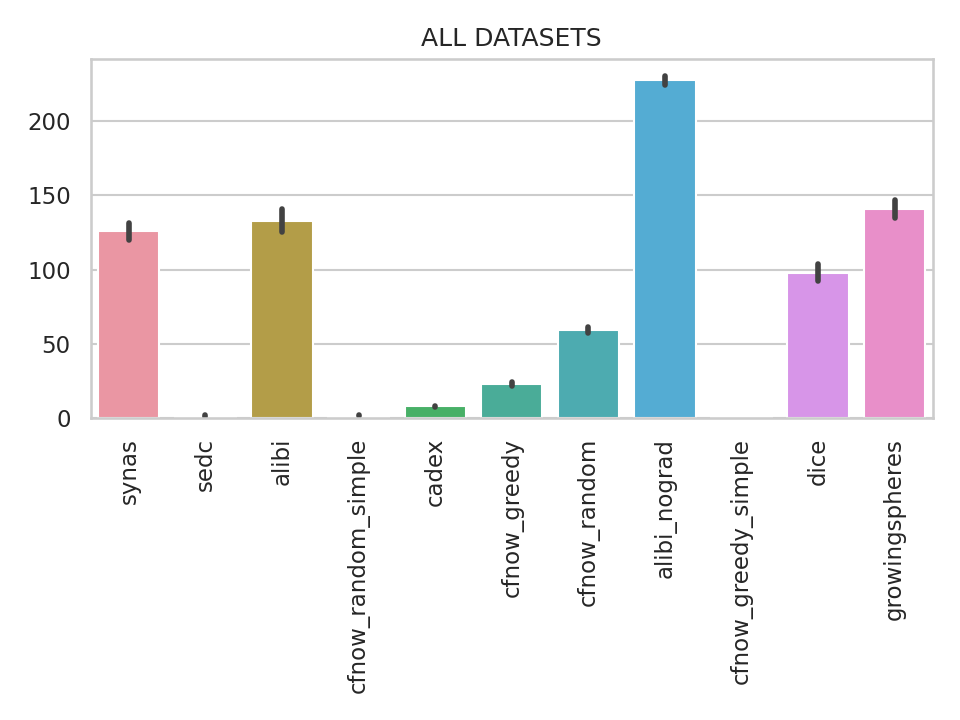 ALL DATASETS
200
150
100
50
0
synas
sedc
alibi
cfnow_random_simple
cadex
cfnow_greedy
cfnow_random
alibi_nograd
cfnow_greedy_simple
dice
growingspheres